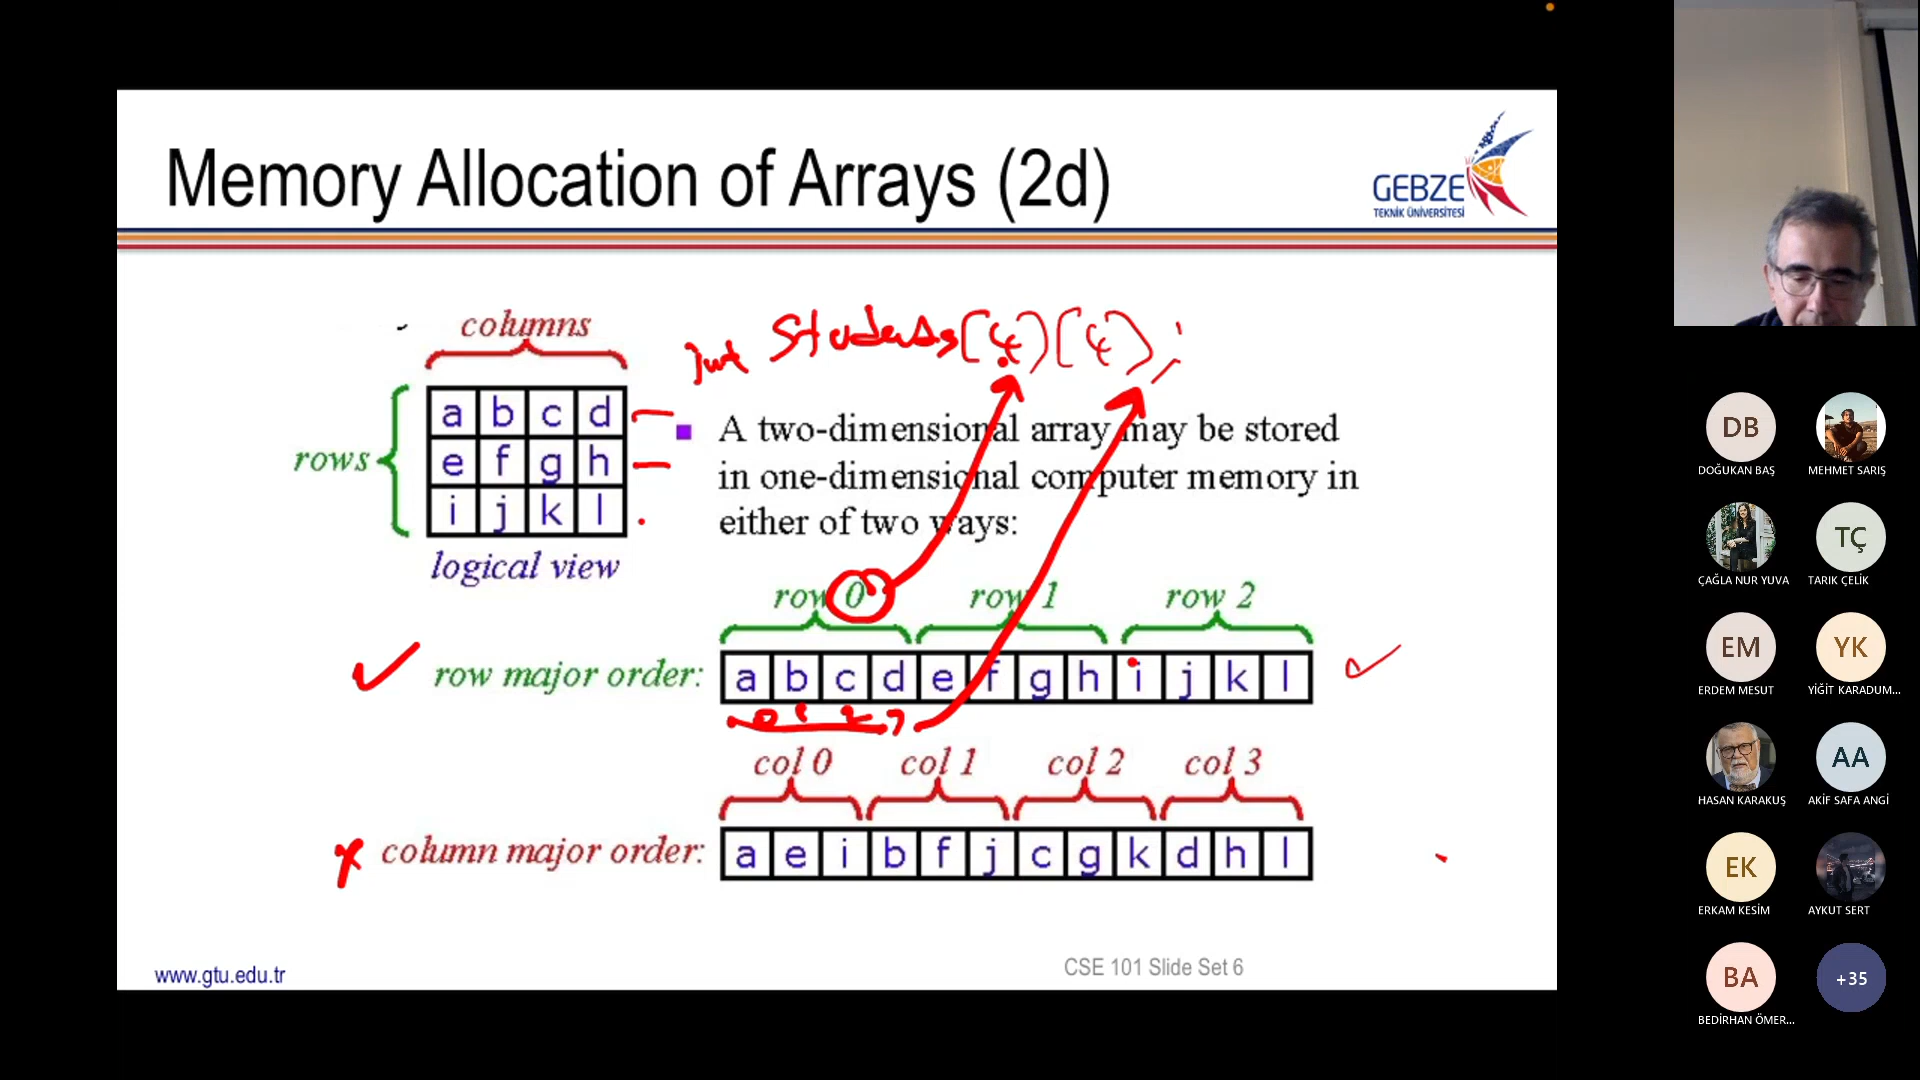 Memory Allocation of Arrays (2d)
GEBZE
TEKNİK ÜNİVERSİTESİ
columns
int Students[4][4];
a b c d
e f g h
i j k l
rows
logical view
A two-dimensional array may be stored
in one-dimensional computer memory in
either of two ways:
row 0 row 1 row 2
row major order: a b c d e f g h i j k l
0 1 2 3
col 0 col 1 col 2 col 3
column major order: a e i b f j c g k d h l
www.gtu.edu.tr
CSE 101 Slide Set 6
DB
DOĞUKAN BAŞ
MEHMET SARIŞ
ÇAĞLA NUR YUVA
TÇ
TARIK ÇELİK
EM
ERDEM MESUT
YK
YİĞİT KARADUM...
HASAN KARAKUŞ
AA
AKİF SAFA ANGİ
EK
ERKAM KESİM
AYKUT SERT
BA
BEDİRHAN ÖMER...
+35